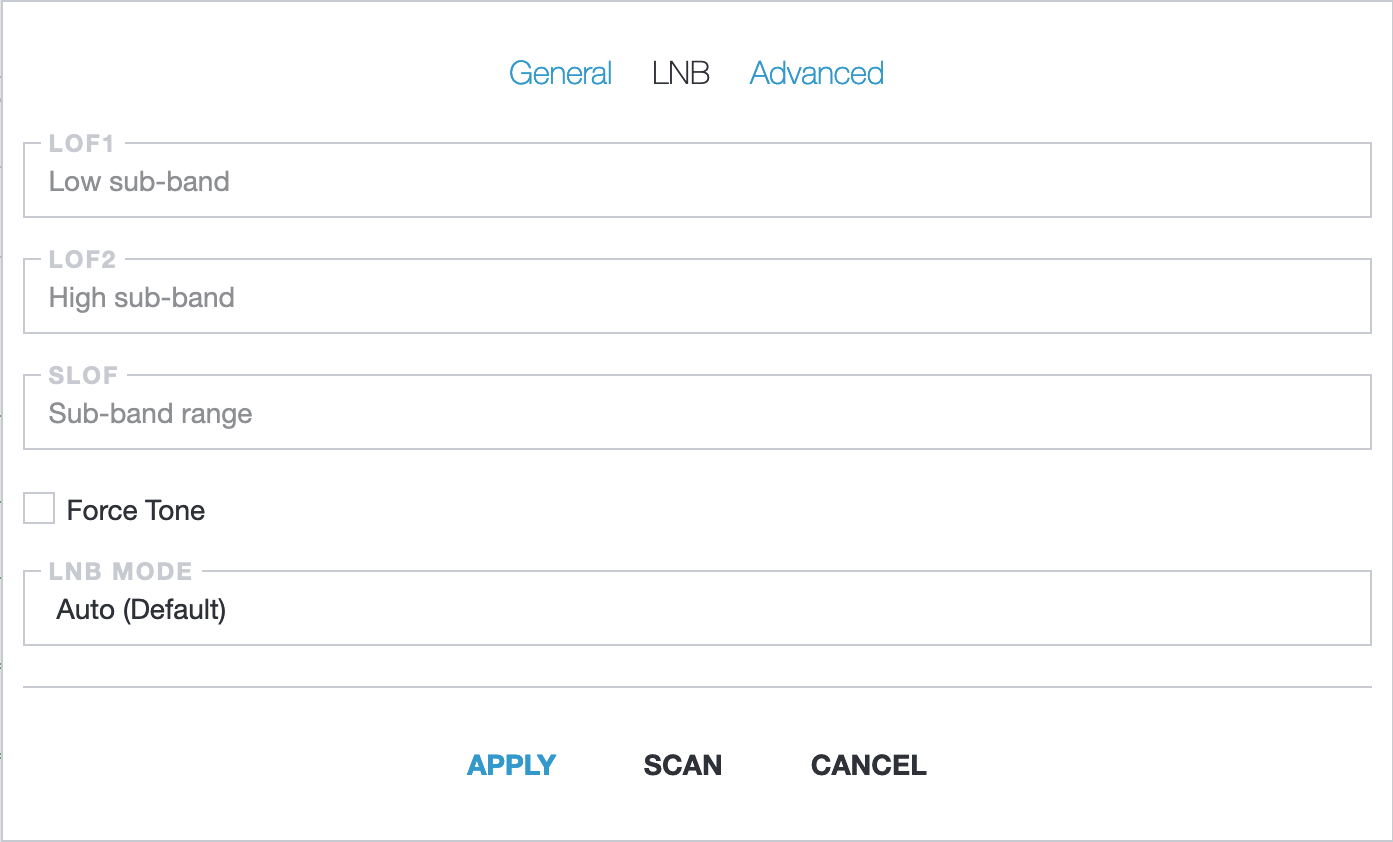 General LNB Advanced
LOF1
Low sub-band
LOF2
High sub-band
SLOF
Sub-band range
Force Tone
LNB MODE
Auto (Default)
APPLY SCAN CANCEL